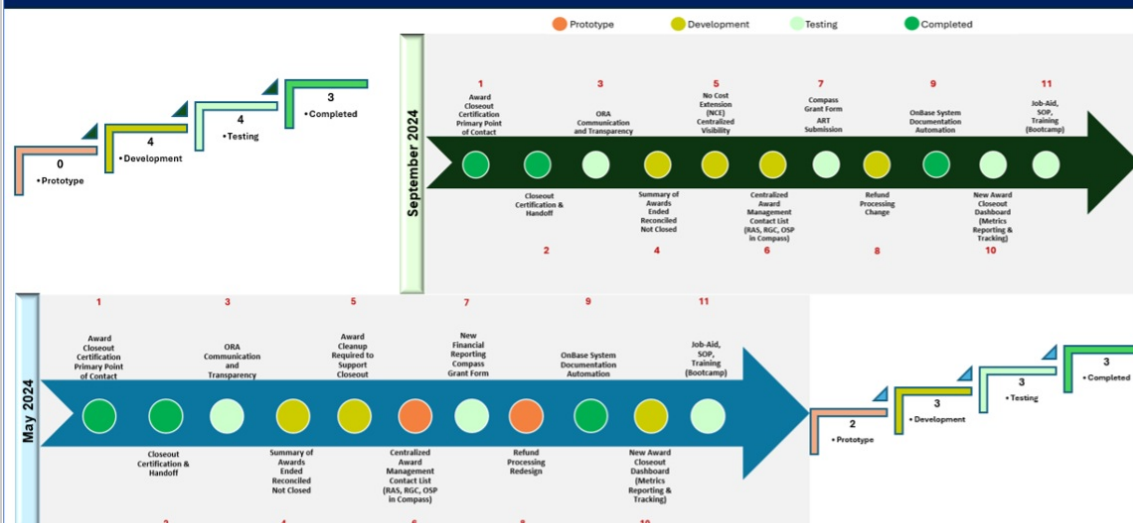 Prototype
Development
Testing
Completed
0
• Prototype
4
• Development
4
• Testing
3
• Completed
September 2024
1
Award
Closeout
Certification
Primary Point
of Contact
3
ORA
Communication
and Transparency
5
No Cost
Extension
(NCE)
Centralized
Visibility
7
Compass
Grant Form
ART
Submission
9
OnBase System
Documentation
Automation
11
Job-Aid,
SOP,
Training
(Bootcamp)
Closeout
Certification &
Handoff
2
Summary of
Awards
Ended
Reconciled
Not Closed
4
Centralized
Award
Management
Contact List
(RAS, RGC, OSP
in Compass)
6
Refund
Processing
Change
8
New Award
Closeout
Dashboard
(Metrics
Reporting &
Tracking)
10
May 2024
1
Award
Closeout
Certification
Primary Point
of Contact
3
ORA
Communication
and
Transparency
5
Award
Cleanup
Required to
Support
Closeout
7
New
Financial
Reporting
Compass
Grant Form
9
OnBase System
Documentation
Automation
11
Job-Aid,
SOP,
Training
(Bootcamp)
Closeout
Certification &
Handoff
Summary of
Awards
Ended
Reconciled
Not Closed
Centralized
Award
Management
Contact List
(RAS, RGC, OSP
in Compass)
Refund
Processing
Redesign
New Award
Closeout
Dashboard
(Metrics
Reporting &
Tracking)
2
• Prototype
3
• Development
3
• Testing
3
• Completed